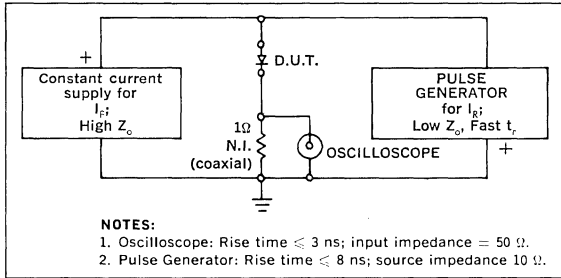 +
Constant current
supply for
I_F;
High Z_o
D.U.T.
1Ω
N.I.
(coaxial)
OSCILLOSCOPE
PULSE
GENERATOR
for I_R;
Low Z_o, Fast t_r
+
NOTES:
1. Oscilloscope: Rise time ⩽ 3 ns; input impedance = 50 Ω.
2. Pulse Generator: Rise time ⩽ 8 ns; source impedance 10 Ω.